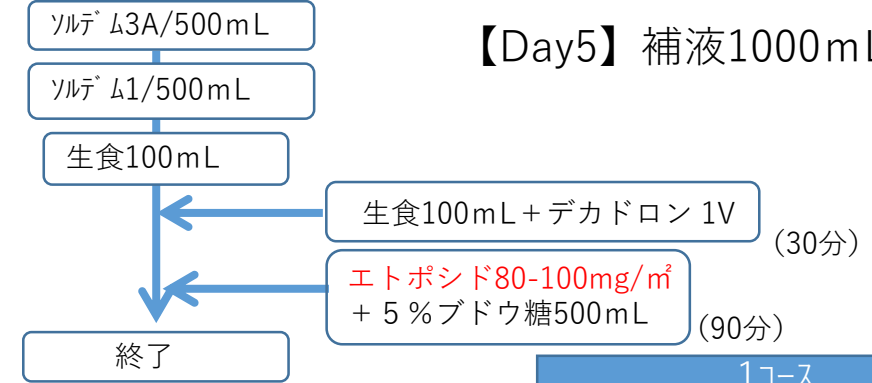 ｿﾙﾃﾞﾑ3A/500ｍL
【Day5】補液1000ｍL
ｿﾙﾃﾞﾑ1/500ｍL
生食100ｍL
生食100ｍL＋デカドロン 1V
（30分）
エトポシド80-100mg/㎡
＋５％ブドウ糖500ｍL
（90分）
終了
1コース